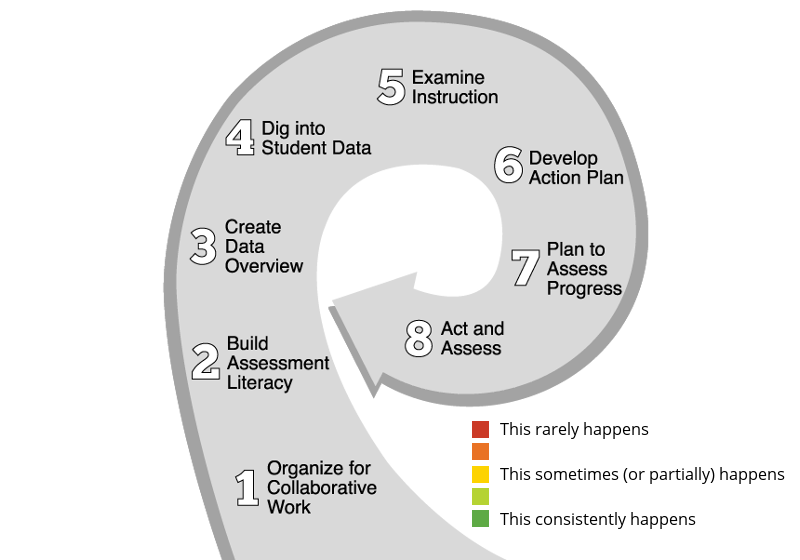 5 Examine
Instruction
4 Dig into
Student Data
6 Develop
Action Plan
3 Create
Data
Overview
7 Plan to
Assess
Progress
8 Act and
Assess
2 Build
Assessment
Literacy
This rarely happens
This sometimes (or partially) happens
This consistently happens
1 Organize for
Collaborative
Work